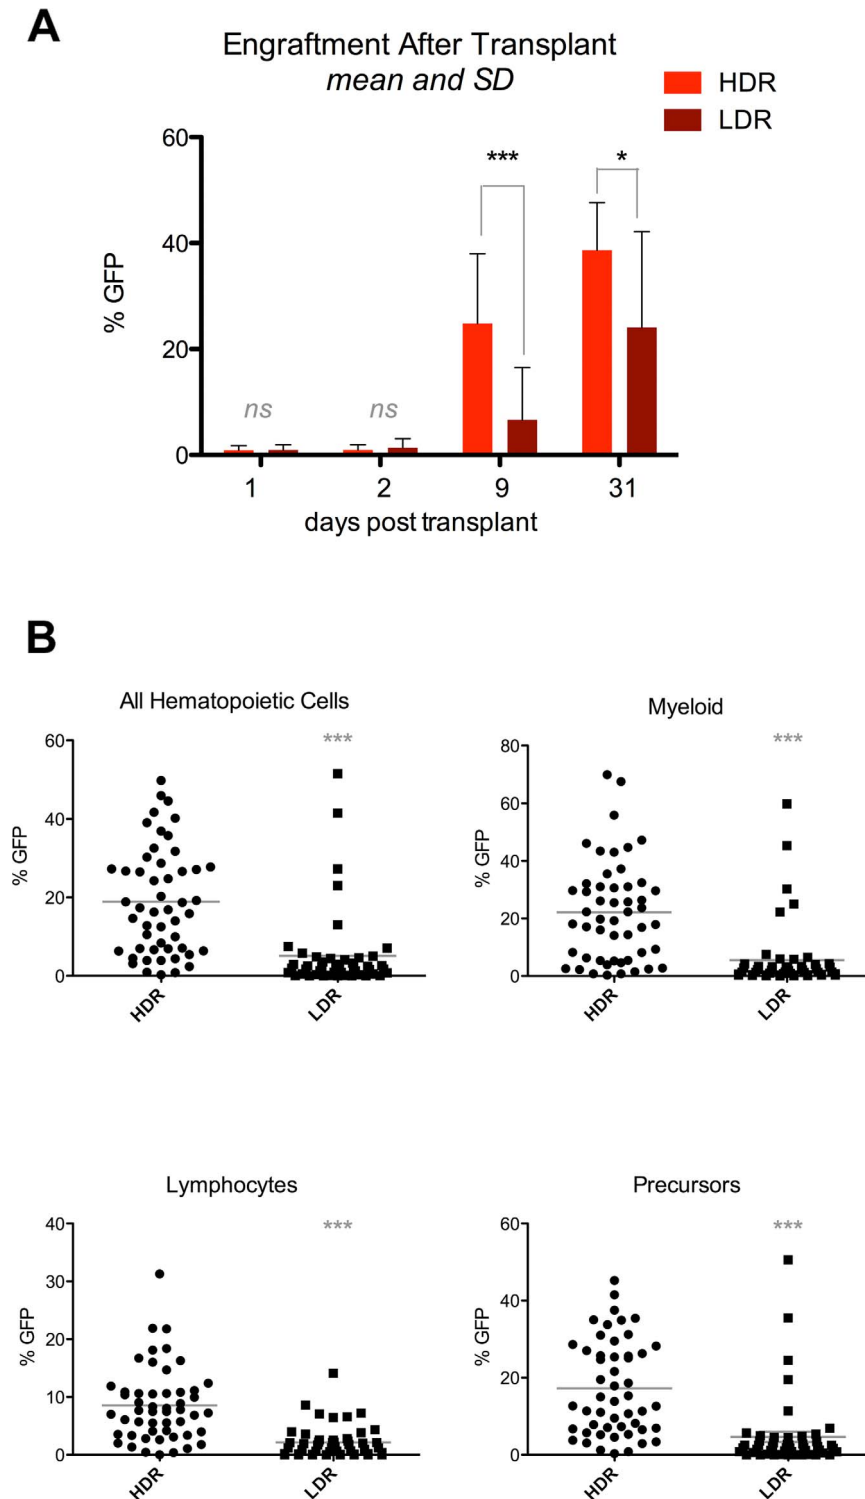 A
Engraftment After Transplant
mean and SD
HDR
LDR
% GFP
60
40
20
0
ns
ns
***
*
1 2 9 31
days post transplant
B
All Hematopoietic Cells
% GFP
60
40
20
0
***
HDR LDR
Myeloid
% GFP
80
60
40
20
0
***
HDR LDR
Lymphocytes
% GFP
40
30
20
10
0
***
HDR LDR
Precursors
% GFP
60
40
20
0
***
HDR LDR